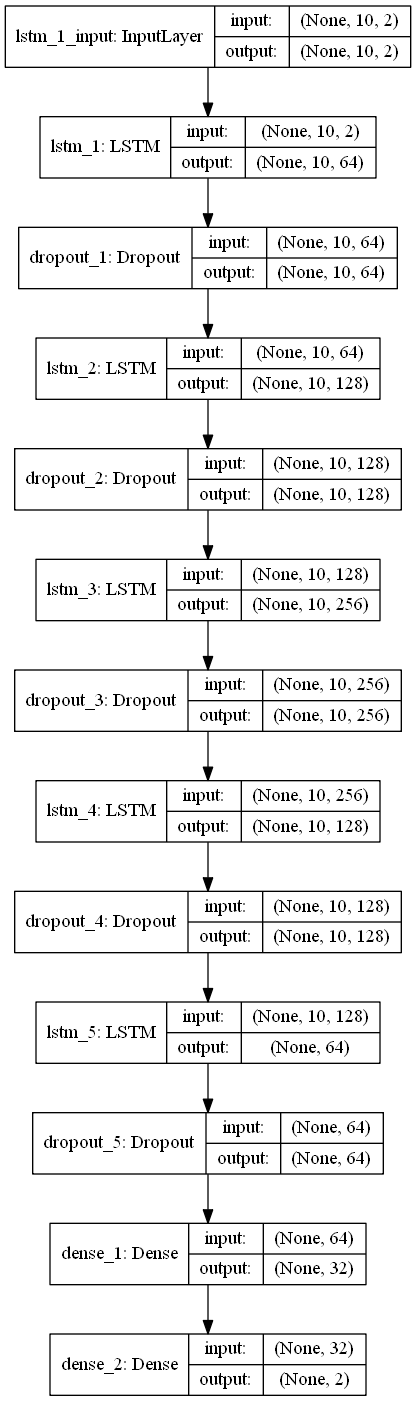 lstm_1_input: InputLayer input: (None, 10, 2)
output: (None, 10, 2)
lstm_1: LSTM input: (None, 10, 2)
output: (None, 10, 64)
dropout_1: Dropout input: (None, 10, 64)
output: (None, 10, 64)
lstm_2: LSTM input: (None, 10, 64)
output: (None, 10, 128)
dropout_2: Dropout input: (None, 10, 128)
output: (None, 10, 128)
lstm_3: LSTM input: (None, 10, 128)
output: (None, 10, 256)
dropout_3: Dropout input: (None, 10, 256)
output: (None, 10, 256)
lstm_4: LSTM input: (None, 10, 256)
output: (None, 10, 128)
dropout_4: Dropout input: (None, 10, 128)
output: (None, 10, 128)
lstm_5: LSTM input: (None, 10, 128)
output: (None, 64)
dropout_5: Dropout input: (None, 64)
output: (None, 64)
dense_1: Dense input: (None, 64)
output: (None, 32)
dense_2: Dense input: (None, 32)
output: (None, 2)